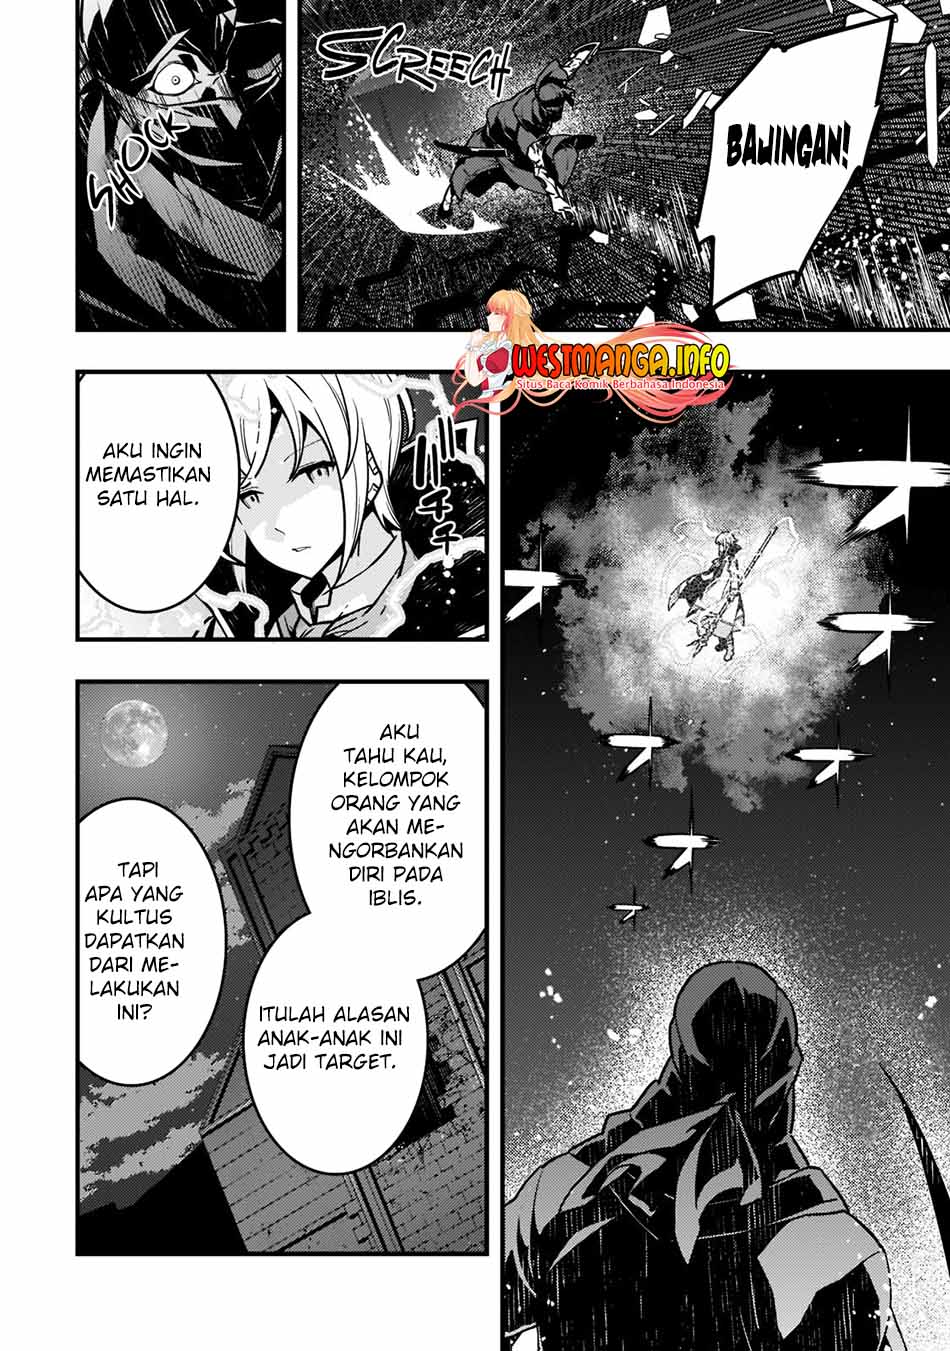 BAJINGAN!
SCREECH
SHOCK
WESTMANGA.INFO
Situs Baca Komik Berbahasa Indonesia
AKU INGIN
MEMASTIKAN
SATU HAL.
チチ
AKU
TAHU KAU,
KELOMPOK
ORANG YANG
AKAN ME-
NGORBANKAN
DIRI PADA
IBLIS.
ITULAH ALASAN
ANAK-ANAK INI
JADI TARGET.
TAPI
APA YANG
KULTUS
DAPATKAN
DARI ME-
LAKUKAN
INI?